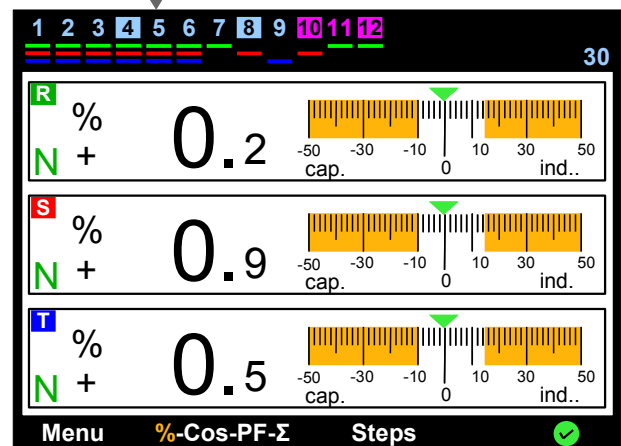 1 2 3 4 5 6 7 8 9 10 11 12
30
R
%
N + 0.2
-50 -30 -10 0 10 30 50
cap. ind..
S
%
N + 0.9
-50 -30 -10 0 10 30 50
cap. ind.
T
%
N + 0.5
-50 -30 -10 0 10 30 50
cap. ind..
Menu %-Cos-PF-Σ Steps